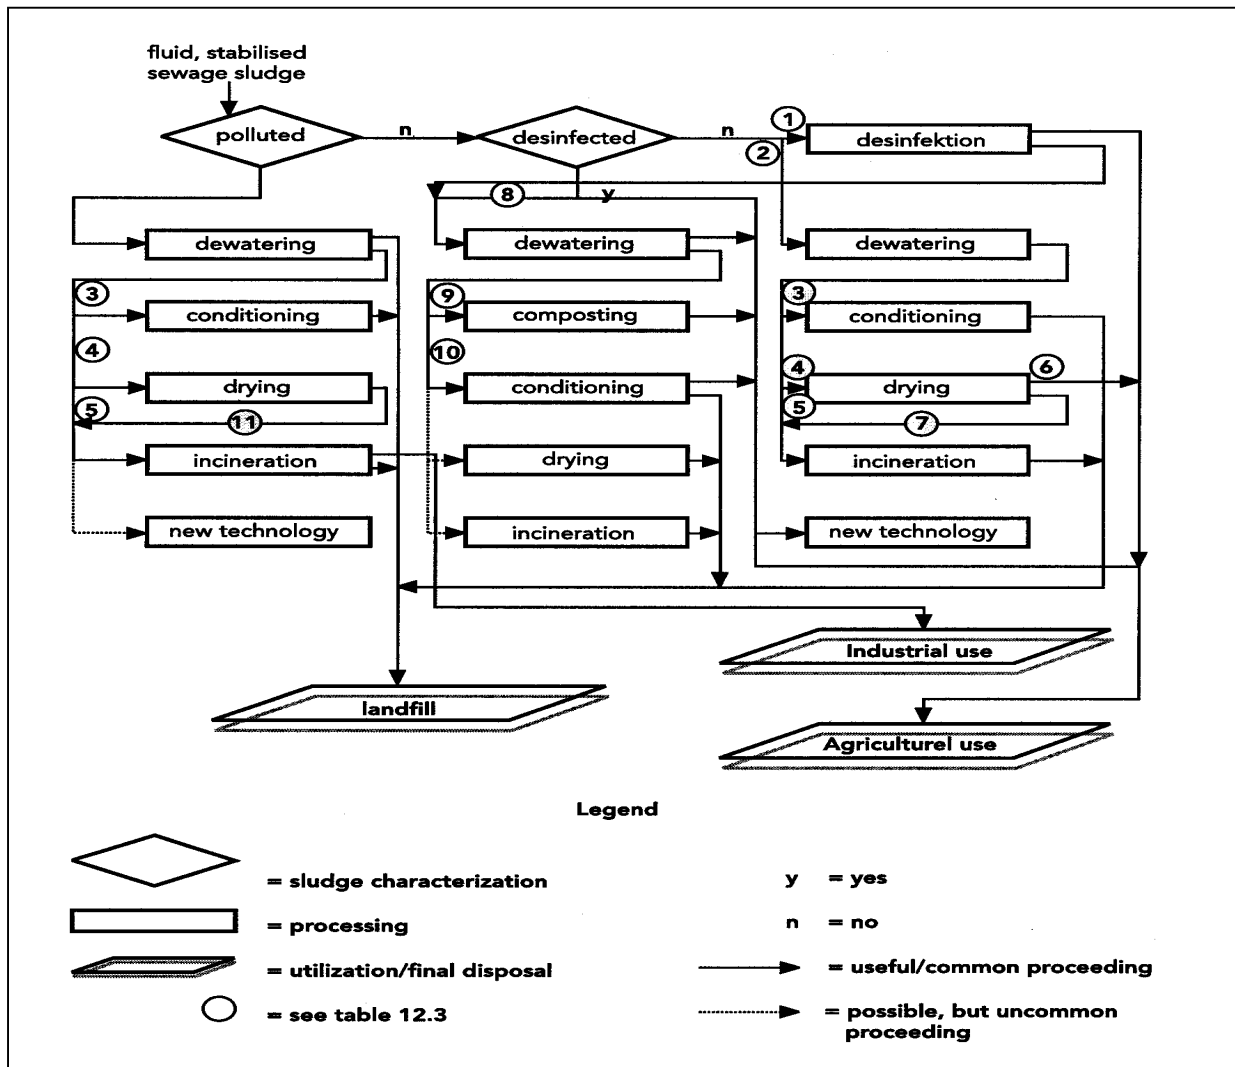 fluid, stabilised
sewage sludge
polluted
n
desinfected
n
1
desinfektion
2
8
y
dewatering
dewatering
dewatering
3
9
3
conditioning
composting
conditioning
4
10
4
6
drying
conditioning
drying
5
11
5
7
incineration
drying
incineration
new technology
incineration
new technology
Industrial use
landfill
Agriculturel use
Legend
= sludge characterization
y = yes
= processing
n = no
= utilization/final disposal
= useful/common proceeding
= see table 12.3
= possible, but uncommon
proceeding